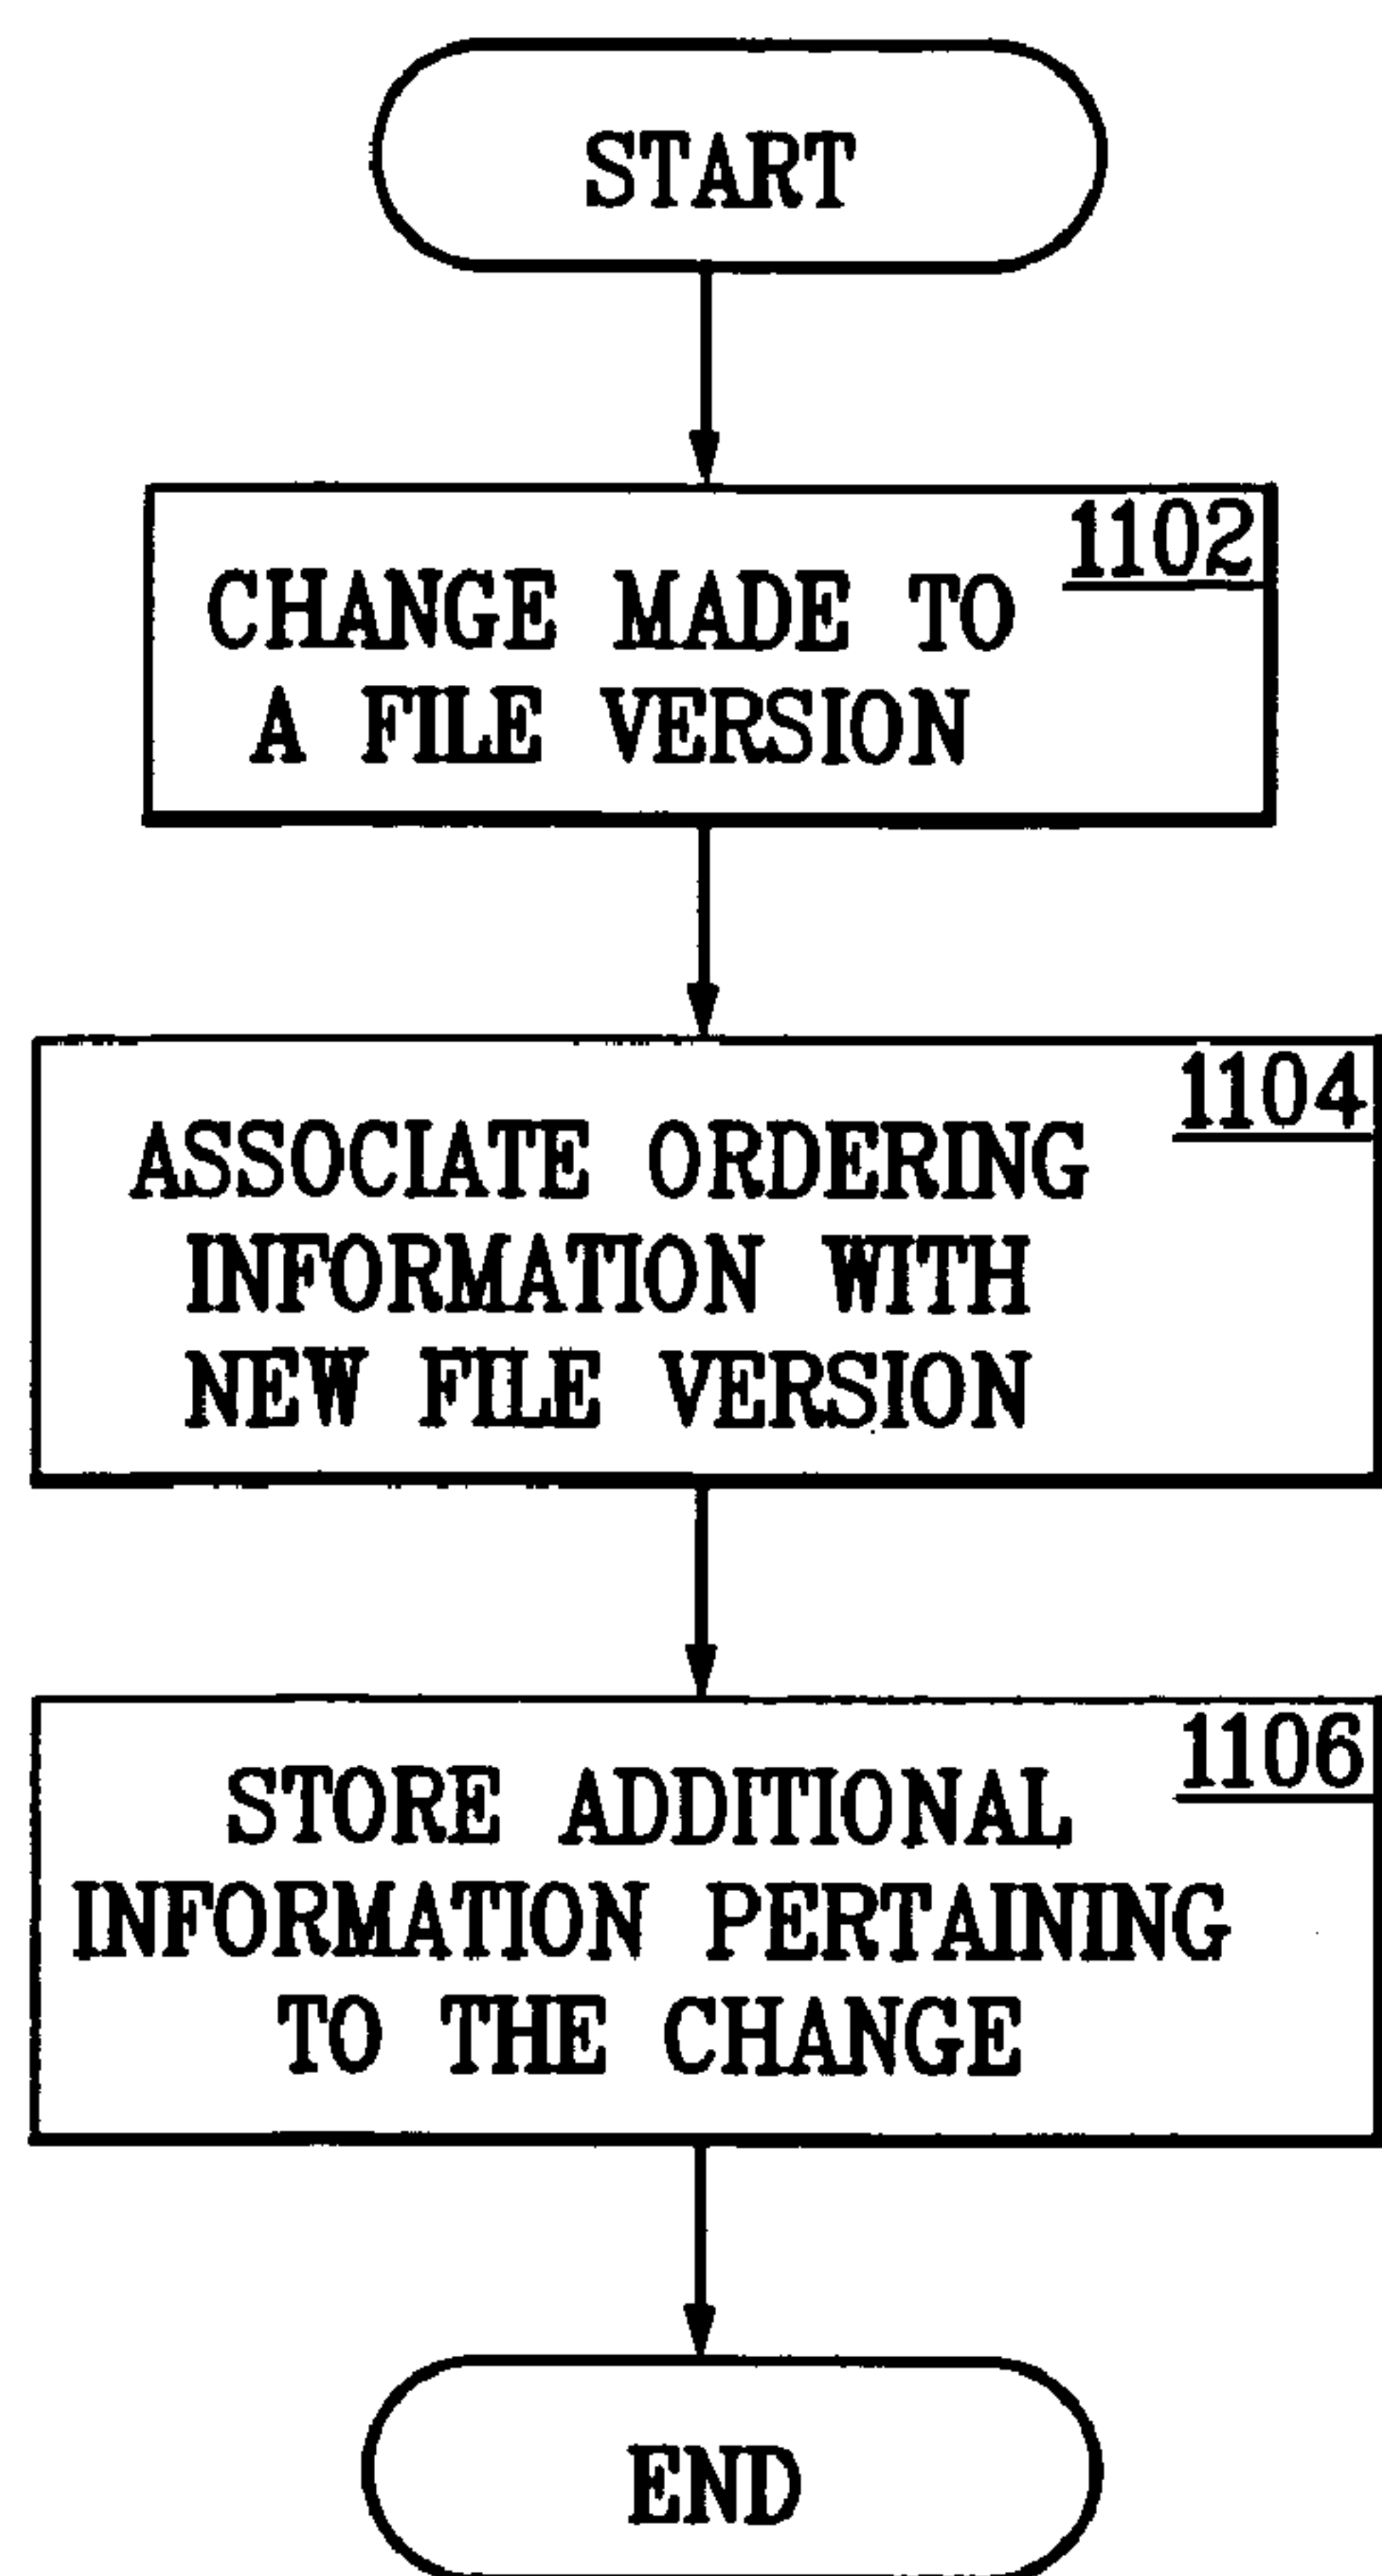 START
1102
CHANGE MADE TO
A FILE VERSION
1104
ASSOCIATE ORDERING
INFORMATION WITH
NEW FILE VERSION
1106
STORE ADDITIONAL
INFORMATION PERTAINING
TO THE CHANGE
END